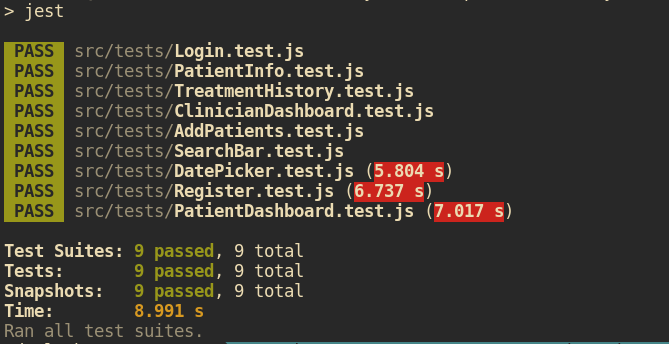 > jest
PASS src/tests/Login.test.js
PASS src/tests/PatientInfo.test.js
PASS src/tests/TreatmentHistory.test.js
PASS src/tests/ClinicianDashboard.test.js
PASS src/tests/AddPatients.test.js
PASS src/tests/SearchBar.test.js
PASS src/tests/DatePicker.test.js (5.804 s)
PASS src/tests/Register.test.js (6.737 s)
PASS src/tests/PatientDashboard.test.js (7.017 s)
Test Suites: 9 passed, 9 total
Tests: 9 passed, 9 total
Snapshots: 9 passed, 9 total
Time: 8.991 s
Ran all test suites.